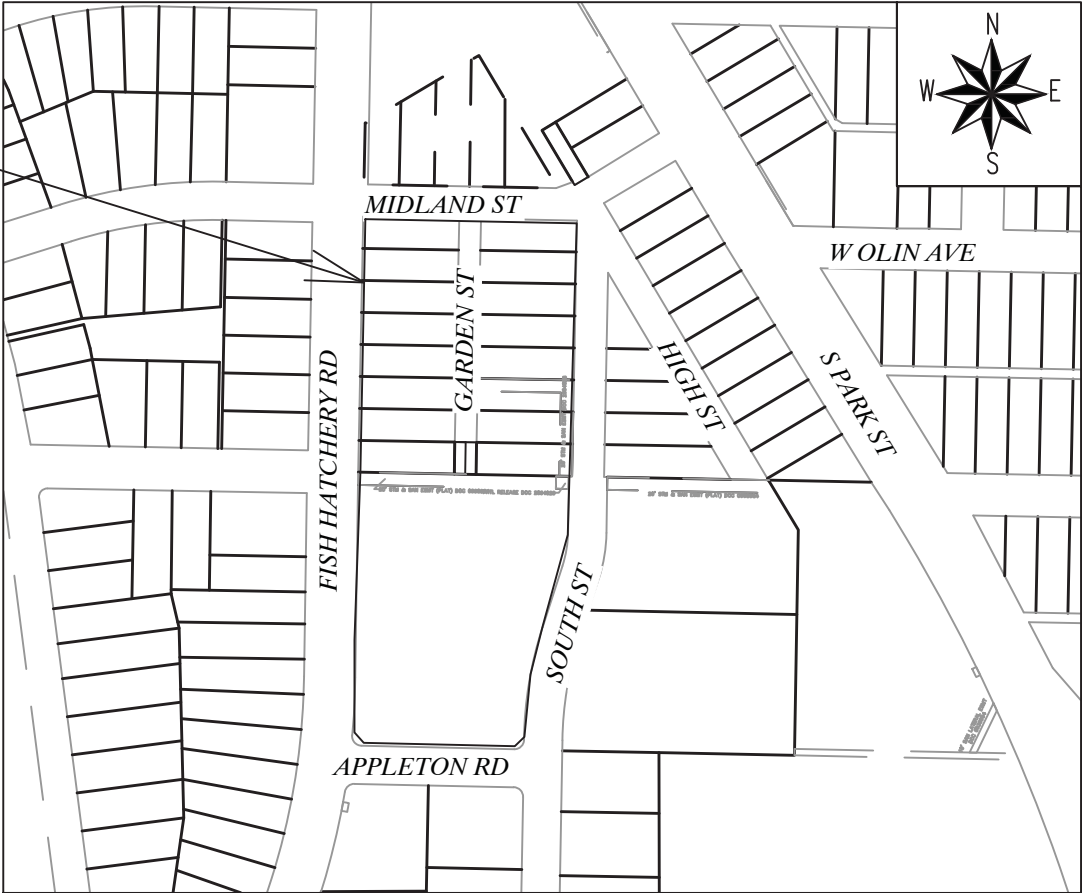 N
W E
S
MIDLAND ST
W OLIN AVE
GARDEN ST
FISH HATCHERY RD
HIGH ST
S PARK ST
SOUTH ST
APPLETON RD